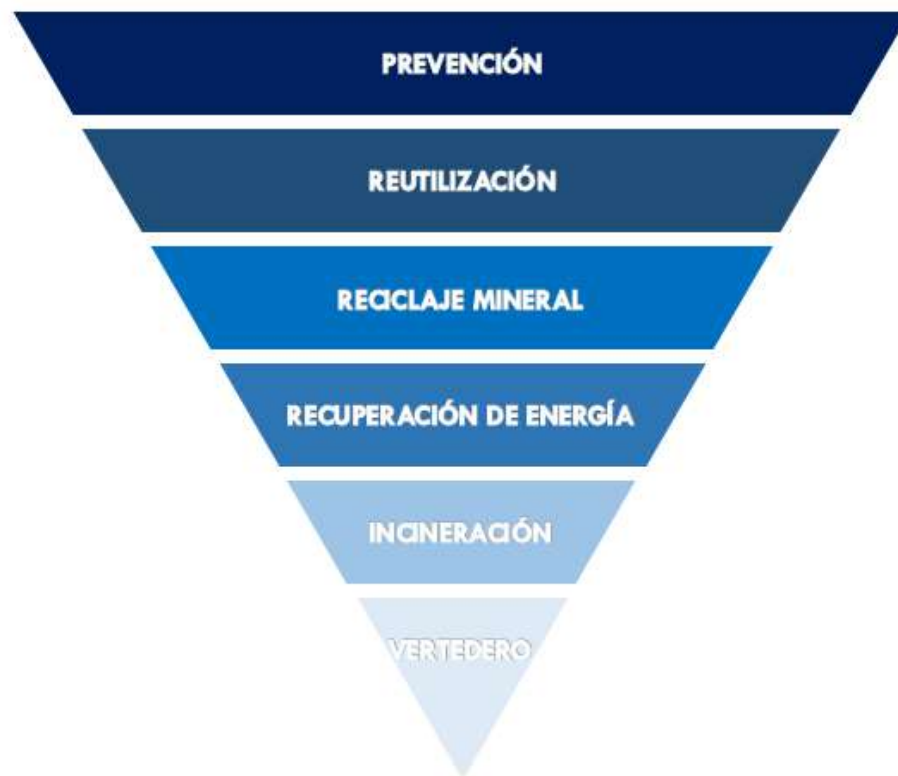 PREVENCIÓN
REUTILIZACIÓN
RECICLAJE MINERAL
RECUPERACIÓN DE ENERGÍA
INCINERACIÓN
VERTEDERO